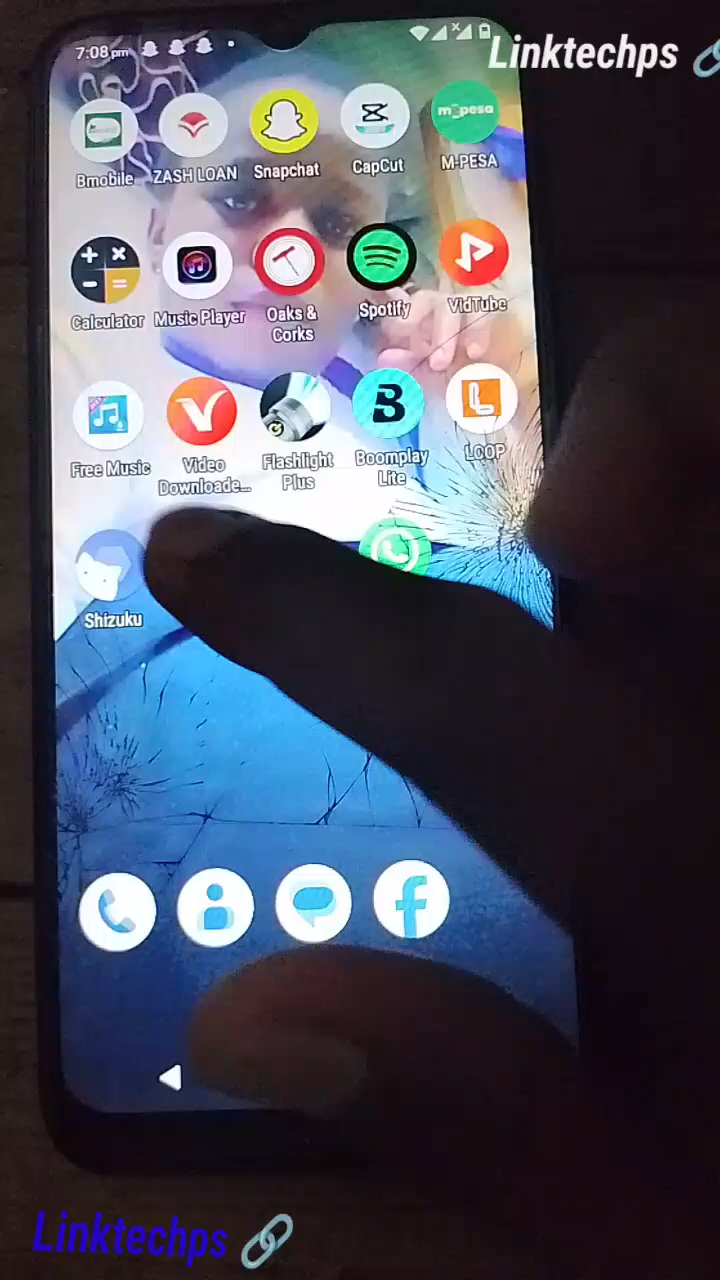 Linktechps
7:08 pm
Bmobile
ZASH LOAN
Snapchat
CapCut
M-PESA
m-pesa
Calculator
Music Player
Oaks &
Corks
Spotify
VidTube
Free Music
Video
Downloade...
Flashlight
Plus
Boomplay
Lite
LOOP
Shizuku
Linktechps